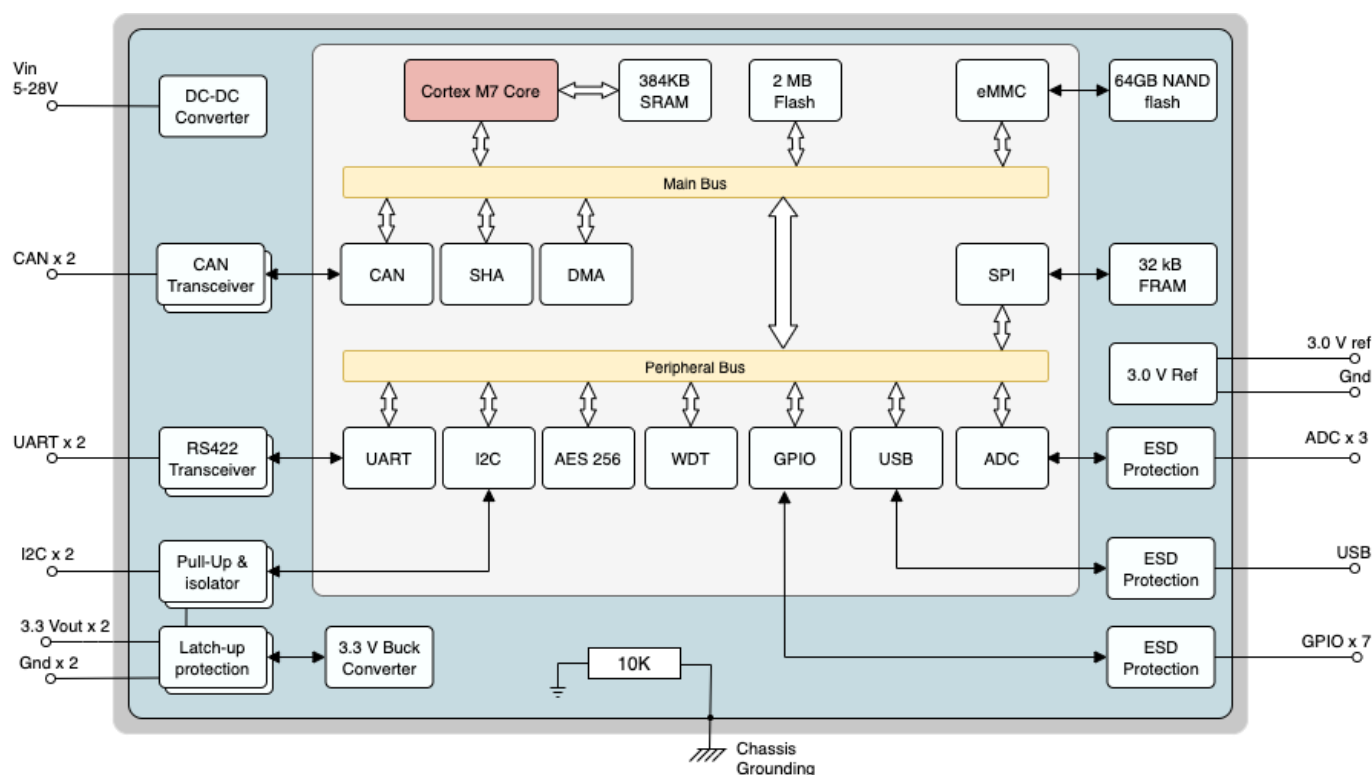 Vin
5-28V
DC-DC
Converter
Cortex M7 Core
384KB
SRAM
2 MB
Flash
eMMC
64GB NAND
flash
Main Bus
CAN x 2
CAN
Transceiver
CAN
SHA
DMA
SPI
32 kB
FRAM
Peripheral Bus
3.0 V Ref
3.0 V ref
Gnd
UART x 2
RS422
Transceiver
UART
I2C
AES 256
WDT
GPIO
USB
ADC
ESD
Protection
ADC x 3
I2C x 2
Pull-Up &
isolator
ESD
Protection
USB
3.3 Vout x 2
Gnd x 2
Latch-up
protection
3.3 V Buck
Converter
10K
ESD
Protection
GPIO x 7
Chassis
Grounding